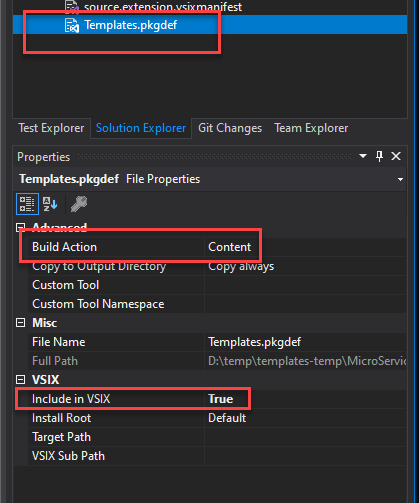 source.extension.vsixmanifest
Templates.pkgdef
Test Explorer Solution Explorer Git Changes Team Explorer
Properties
Templates.pkgdef File Properties
Advanced
Build Action Content
Copy to Output Directory Copy always
Custom Tool
Custom Tool Namespace
Misc
File Name Templates.pkgdef
Full Path D:\temp\templates-temp\MicroServic
VSIX
Include in VSIX True
Install Root Default
Target Path
VSIX Sub Path